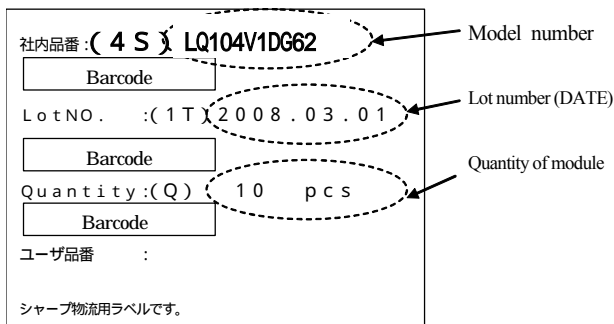 社内品番:(4S) LQ104V1DG62
Model number
Barcode
LotNO. :(1T)2008.03.01
Lot number (DATE)
Barcode
Quantity of module
Quantity:(Q) 10 pcs
Barcode
ユーザ品番 :
シャープ物流用ラベルです。